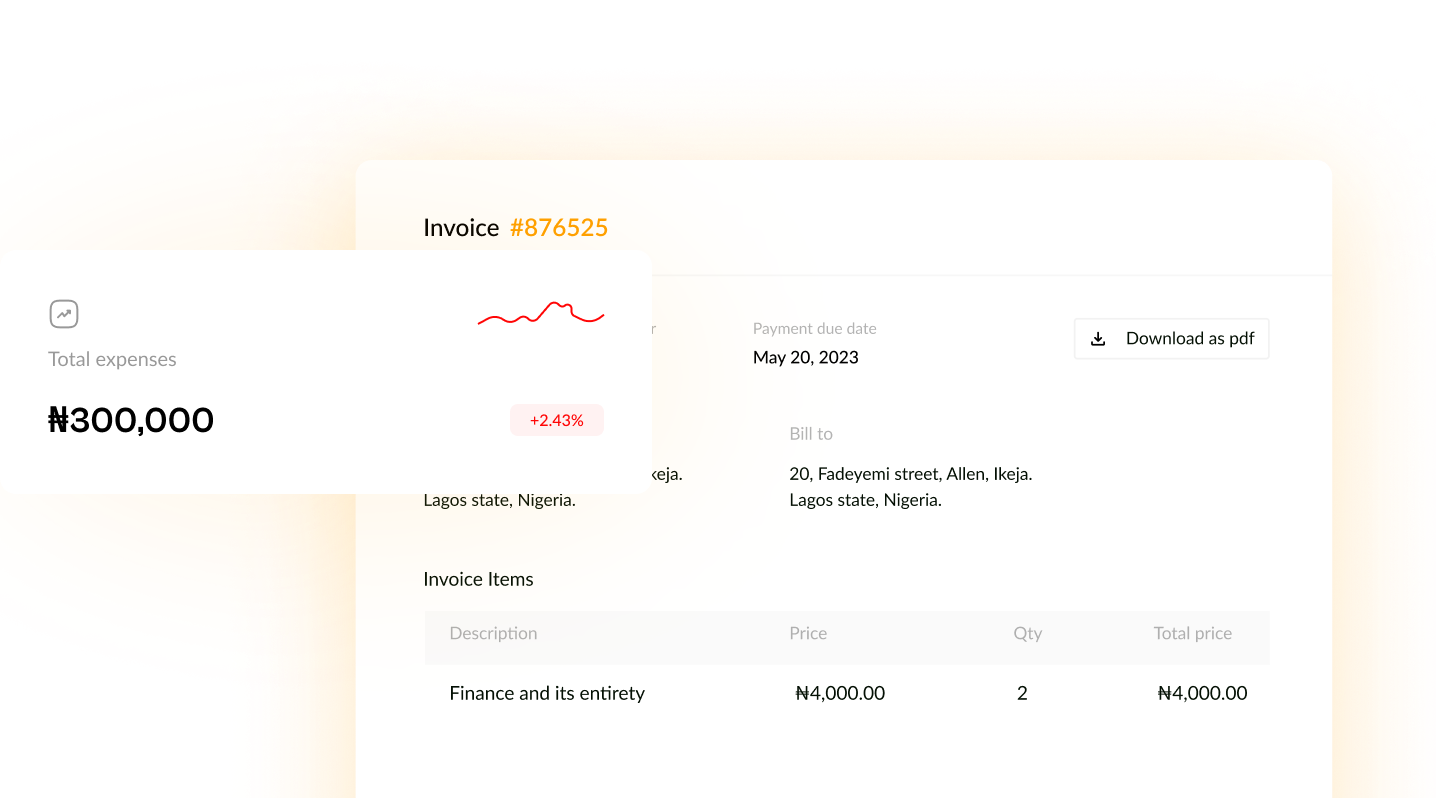 Invoice #876525
Total expenses
₦300,000
+2.43%
Payment due date
May 20, 2023
Download as pdf
Lagos state, Nigeria.
Bill to
20, Fadeyemi street, Allen, Ikeja.
Lagos state, Nigeria.
Invoice Items
Description Price Qty Total price
Finance and its entirety ₦4,000.00 2 ₦4,000.00